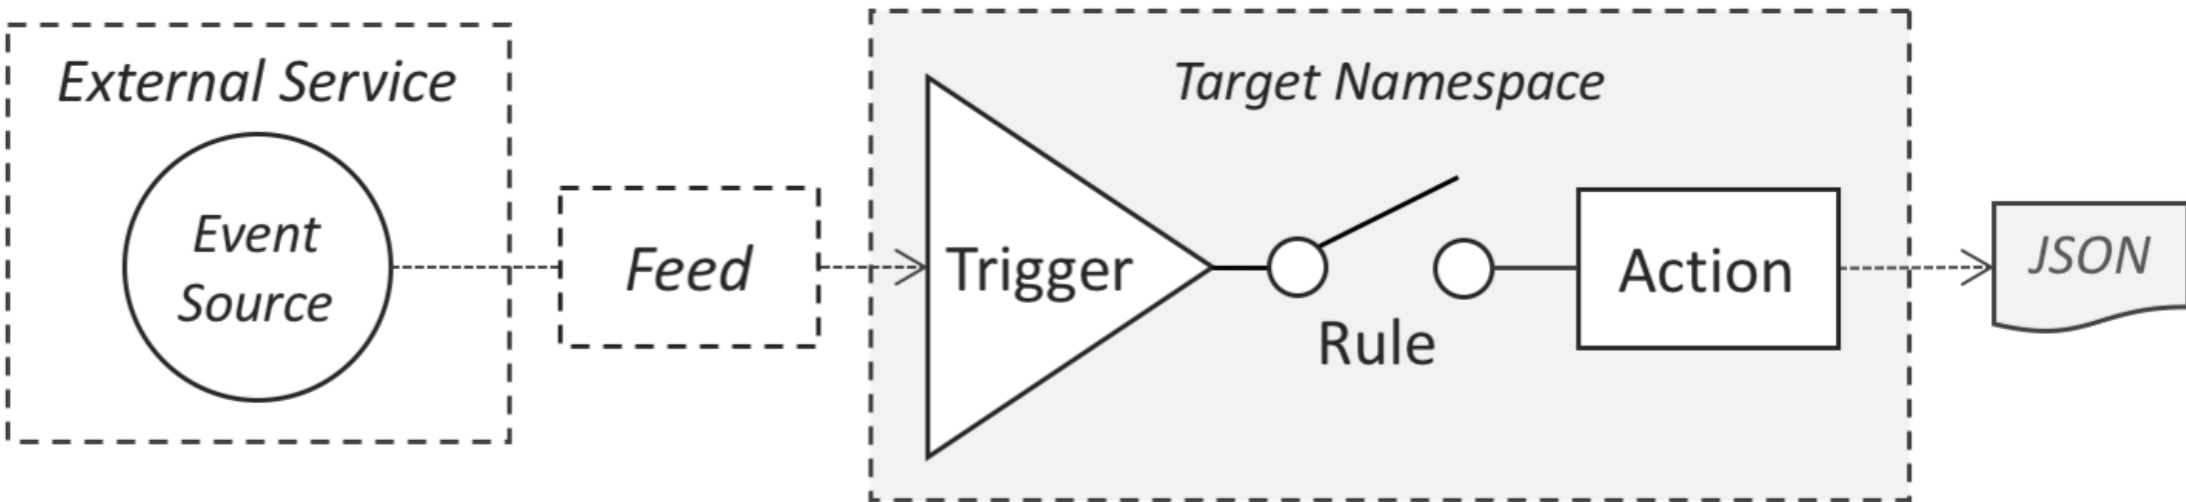 External Service
Event
Source
Feed
Target Namespace
Trigger
Rule
Action
JSON